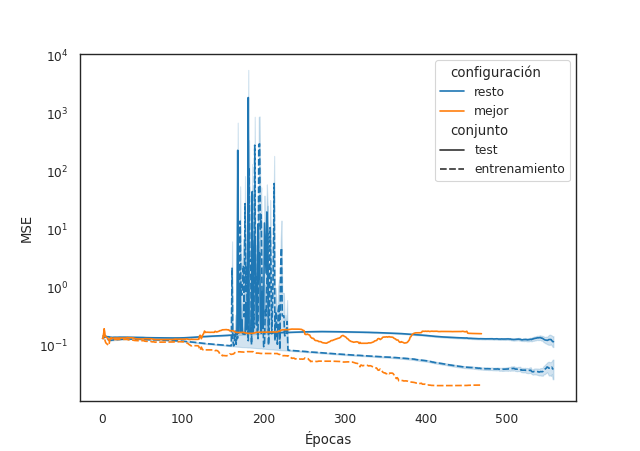 10^4
10^3
10^2
10^1
10^0
10^−1
MSE
0
100
200
300
400
500
Épocas
configuración
resto
mejor
conjunto
test
entrenamiento